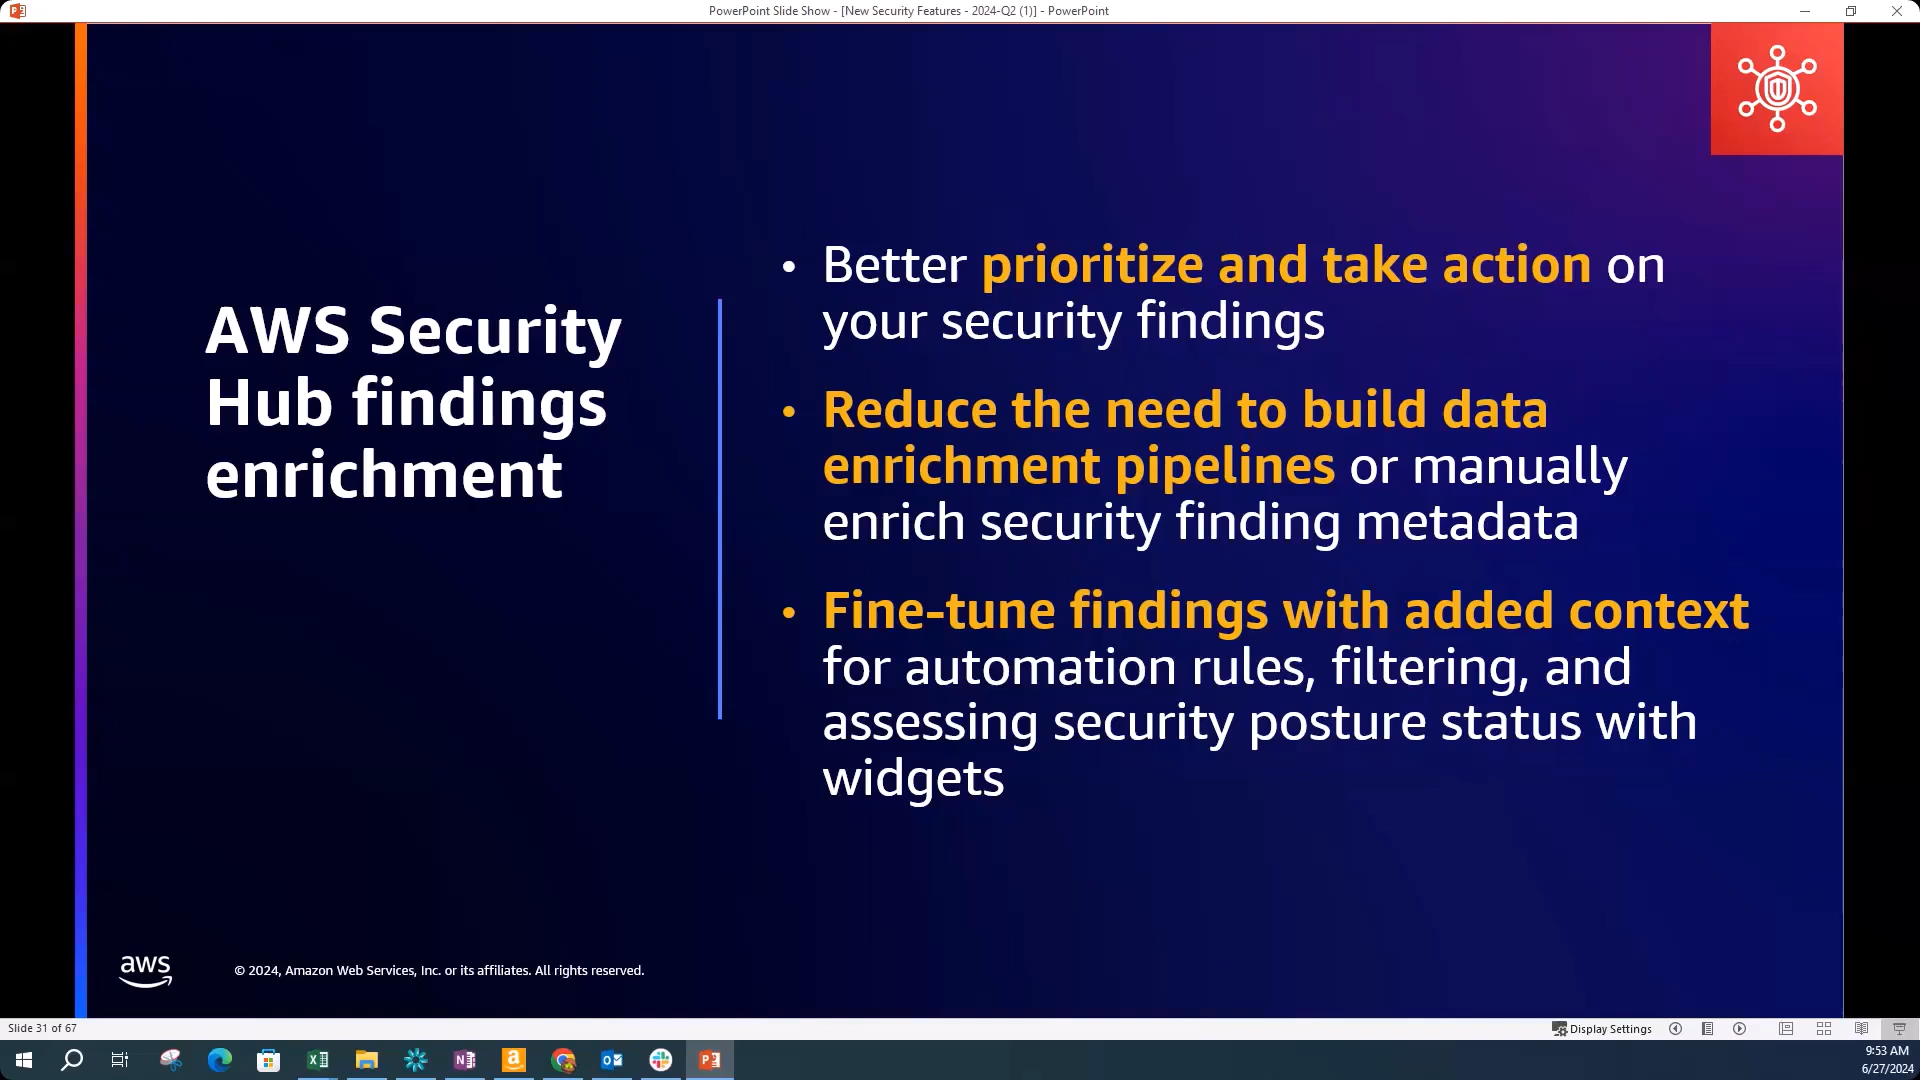 PowerPoint Slide Show - [New Security Features - 2024-Q2 (1)] - PowerPoint
AWS Security
Hub findings
enrichment
• Better prioritize and take action on
your security findings
• Reduce the need to build data
enrichment pipelines or manually
enrich security finding metadata
• Fine-tune findings with added context
for automation rules, filtering, and
assessing security posture status with
widgets
aws
© 2024, Amazon Web Services, Inc. or its affiliates. All rights reserved.
Slide 31 of 67
Display Settings
9:53 AM
6/27/2024